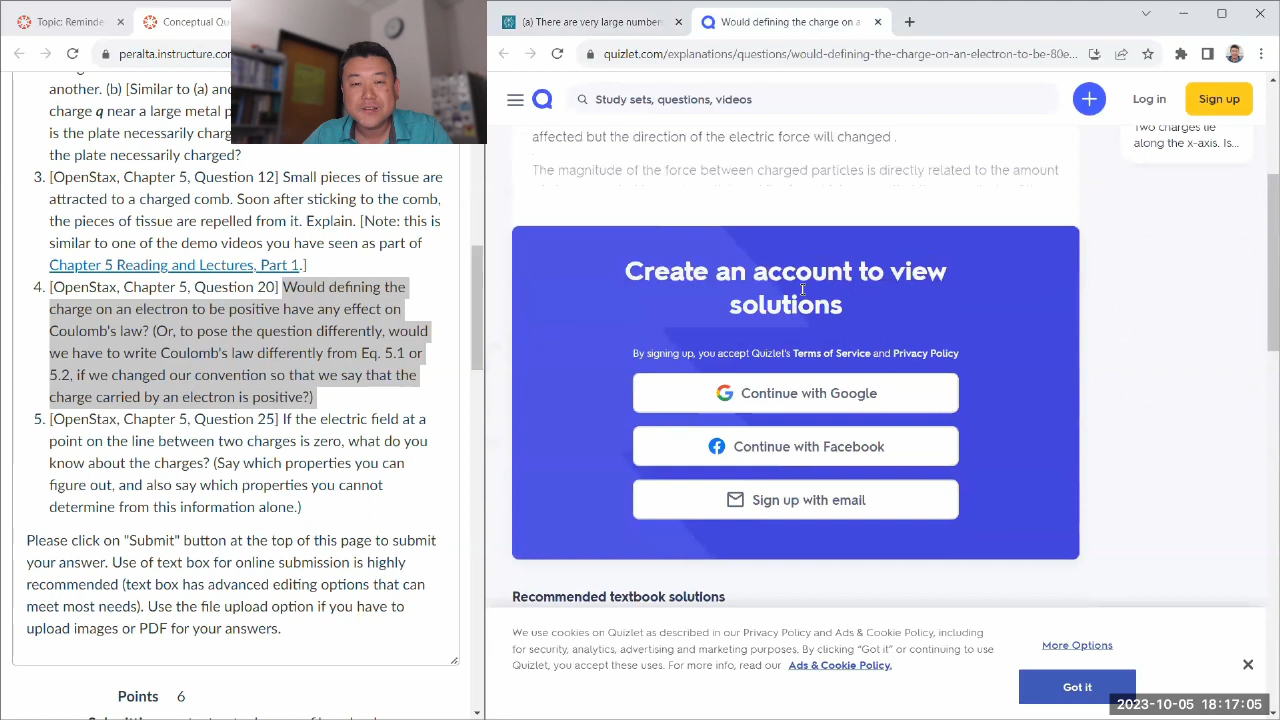 Topic: Reminde
Conceptual Qu
(a) There are very large number
Would defining the charge on a
peralta.instructure.com
quizlet.com/explanations/questions/would-defining-the-charge-on-an-electron-to-be-80e...
another. (b) [Similar to (a) an
charge q near a large metal p
is the plate necessarily charg
the plate necessarily charged?
3. [OpenStax, Chapter 5, Question 12] Small pieces of tissue are
attracted to a charged comb. Soon after sticking to the comb,
the pieces of tissue are repelled from it. Explain. [Note: this is
similar to one of the demo videos you have seen as part of
Chapter 5 Reading and Lectures, Part 1.]
4. [OpenStax, Chapter 5, Question 20] Would defining the
charge on an electron to be positive have any effect on
Coulomb's law? (Or, to pose the question differently, would
we have to write Coulomb's law differently from Eq. 5.1 or
5.2, if we changed our convention so that we say that the
charge carried by an electron is positive?)
5. [OpenStax, Chapter 5, Question 25] If the electric field at a
point on the line between two charges is zero, what do you
know about the charges? (Say which properties you can
figure out, and also say which properties you cannot
determine from this information alone.)
Please click on "Submit" button at the top of this page to submit
your answer. Use of text box for online submission is highly
recommended (text box has advanced editing options that can
meet most needs). Use the file upload option if you have to
upload images or PDF for your answers.
Points 6
Study sets, questions, videos
Log in
Sign up
affected but the direction of the electric force will changed .
The magnitude of the force between charged particles is directly related to the amount
Two charges lie
along the x-axis. Is...
Create an account to view
solutions
By signing up, you accept Quizlet's Terms of Service and Privacy Policy
Continue with Google
Continue with Facebook
Sign up with email
Recommended textbook solutions
We use cookies on Quizlet as described in our Privacy Policy and Ads & Cookie Policy, including
for security, analytics, advertising and marketing purposes. By clicking “Got it” or continuing to use
Quizlet, you accept these uses. For more info, read our Ads & Cookie Policy.
More Options
Got it
2023-10-05 18:17:05